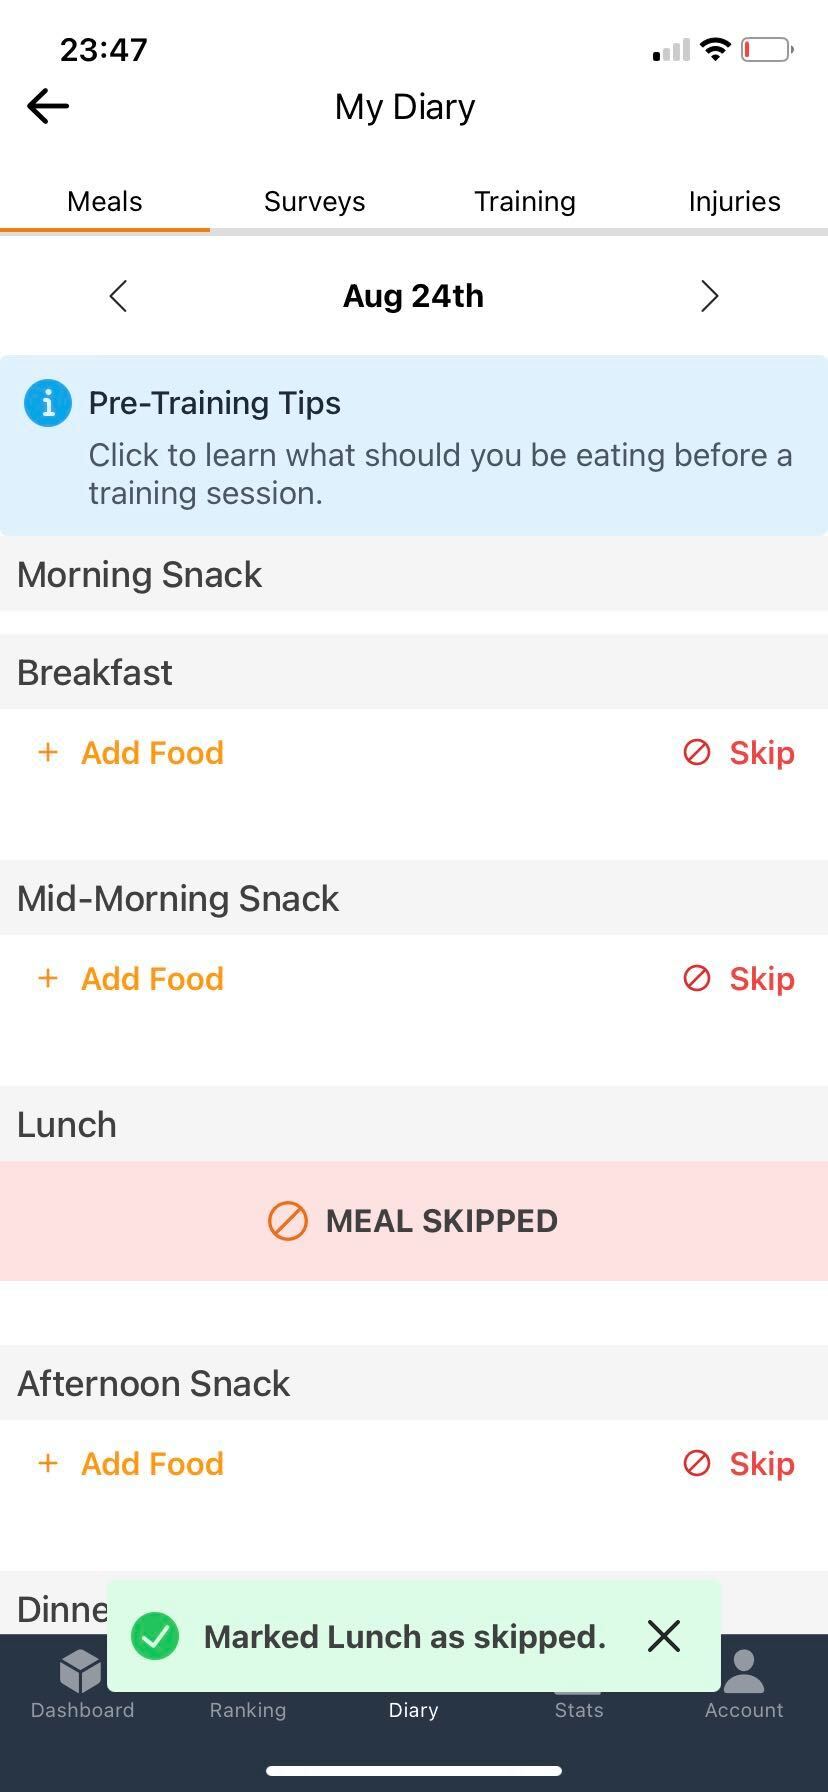 23:47
My Diary
Meals
Surveys
Training
Injuries
Aug 24th
Pre-Training Tips
Click to learn what should you be eating before a
training session.
Morning Snack
Breakfast
+ Add Food
Skip
Mid-Morning Snack
+ Add Food
Skip
Lunch
MEAL SKIPPED
Afternoon Snack
+ Add Food
Skip
Dinne
Marked Lunch as skipped.
Dashboard
Ranking
Diary
Stats
Account